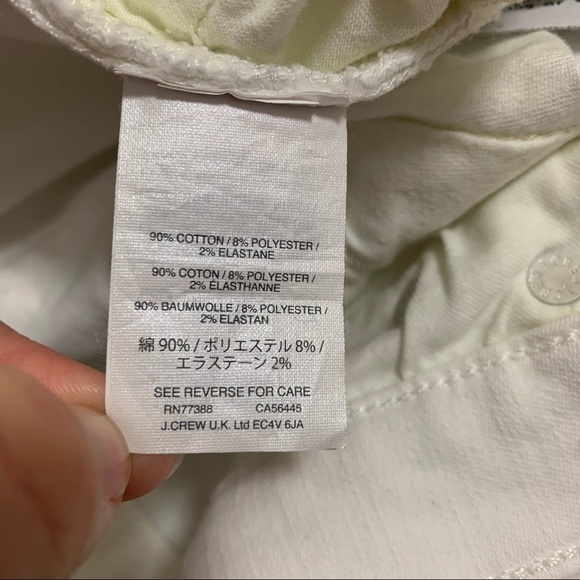 90% COTTON / 8% POLYESTER /
2% ELASTANE
90% COTON / 8% POLYESTER /
2% ÉLASTHANNE
90% BAUMWOLLE / 8% POLYESTER /
2% ELASTAN
綿 90% / ポリエステル 8% /
エラステーン 2%
SEE REVERSE FOR CARE
RN77388 CA56445
J.CREW U.K. Ltd EC4V 6JA